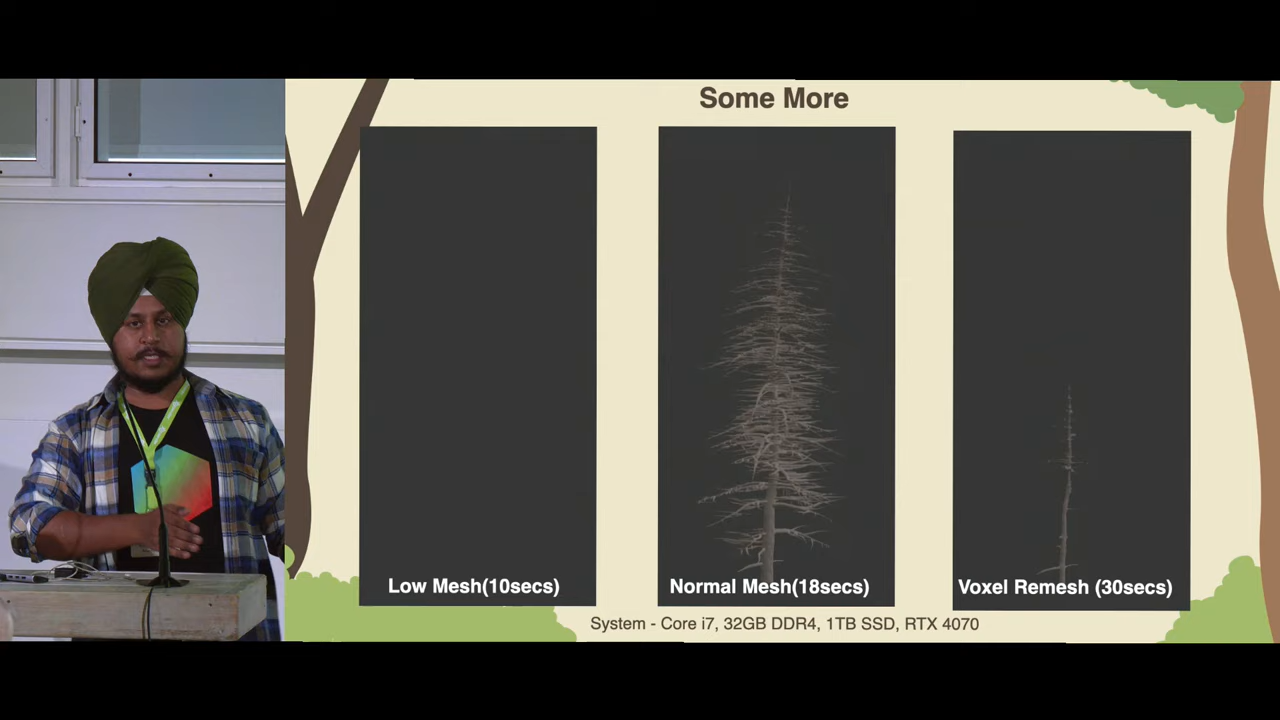 Some More
Low Mesh(10secs)
Normal Mesh(18secs)
Voxel Remesh (30secs)
System - Core i7, 32GB DDR4, 1TB SSD, RTX 4070